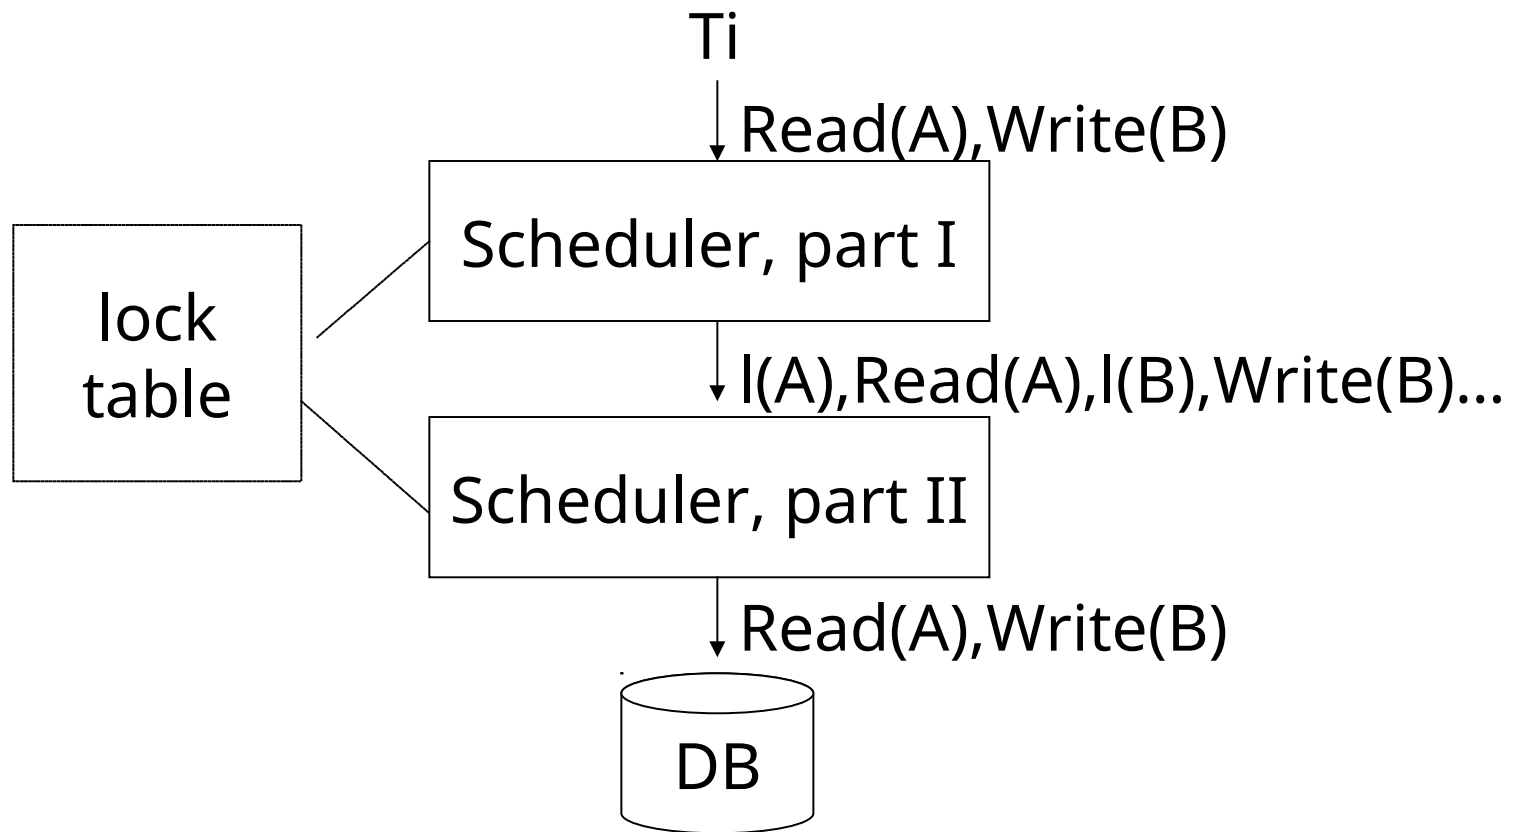 Ti
Read(A),Write(B)
Scheduler, part I
lock
table
l(A),Read(A),l(B),Write(B)...
Scheduler, part II
Read(A),Write(B)
DB